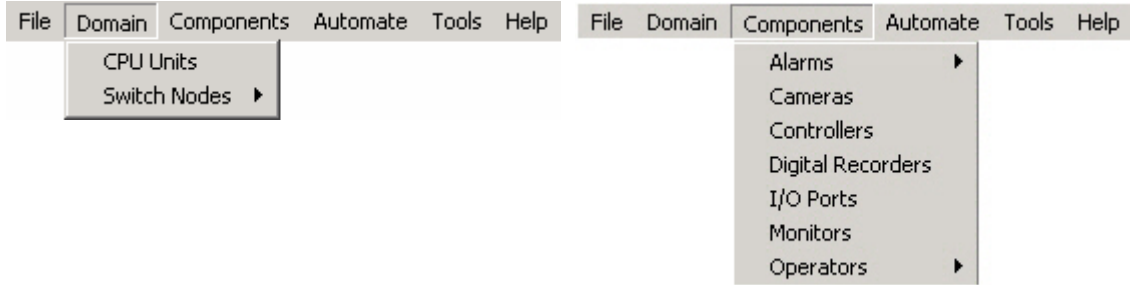 File Domain Components Automate Tools Help
CPU Units
Switch Nodes
File Domain Components Automate Tools Help
Alarms
Cameras
Controllers
Digital Recorders
I/O Ports
Monitors
Operators